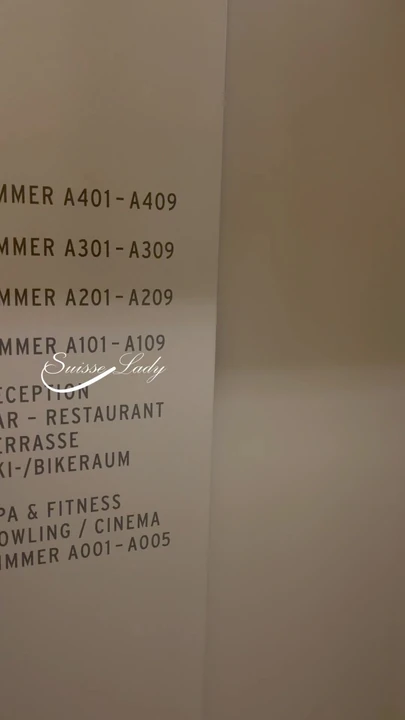 MMER A401-A409
MMER A301-A309
MMER A201-A209
MMER A101-A109
Suisse Lady
ECEPTION
AR – RESTAURANT
ERRASSE
KI-/BIKERAUM
PA & FITNESS
OWLING / CINEMA
IMMER A001-A005